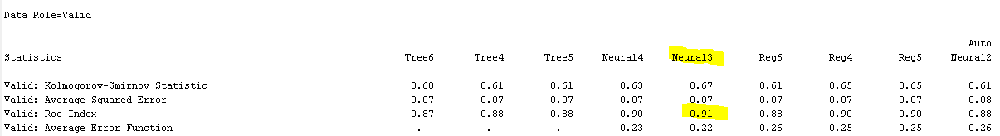 Data Role=Valid
Auto
Statistics Tree6 Tree4 Tree5 Neural4 Neural3 Reg6 Reg4 Reg5 Neural2
Valid: Kolmogorov-Smirnov Statistic 0.60 0.61 0.61 0.63 0.67 0.61 0.65 0.65 0.61
Valid: Average Squared Error 0.07 0.07 0.07 0.07 0.07 0.07 0.07 0.07 0.08
Valid: Roc Index 0.87 0.88 0.88 0.90 0.91 0.88 0.90 0.90 0.88
Valid: Average Error Function . . . 0.23 0.22 0.26 0.25 0.25 0.26